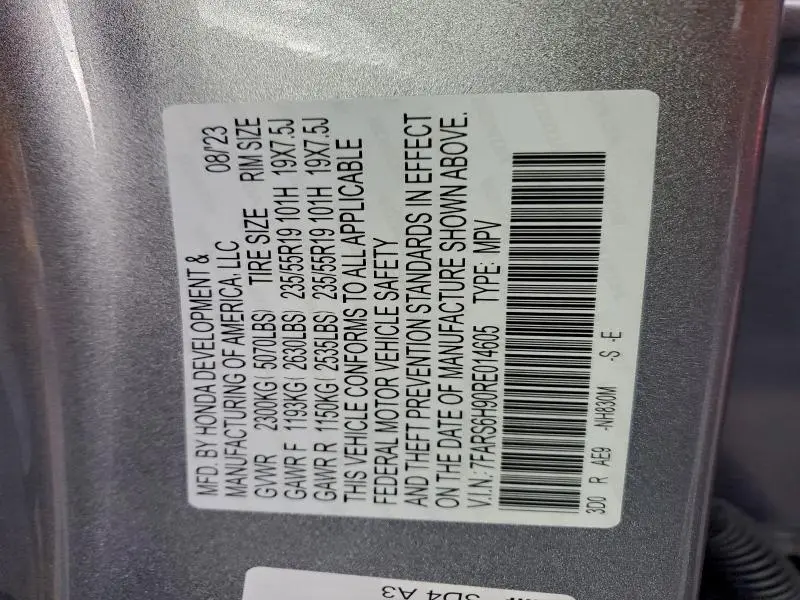 MFD. BY HONDA DEVELOPMENT &
MANUFACTURING OF AMERICA, LLC 08/23
GVWR 2300KG( 5070LBS) TIRE SIZE RIM SIZE
GAWR F 1193KG( 2630LBS) 235/55R19 101H 19X7.5J
GAWR R 1150KG( 2535LBS) 235/55R19 101H 19X7.5J
THIS VEHICLE CONFORMS TO ALL APPLICABLE
FEDERAL MOTOR VEHICLE SAFETY
AND THEFT PREVENTION STANDARDS IN EFFECT
ON THE DATE OF MANUFACTURE SHOWN ABOVE.
V.I.N.:7FARS6H90RE014605 TYPE: MPV
3D0 R AE9 -NH830M -S -E
3D4 A3